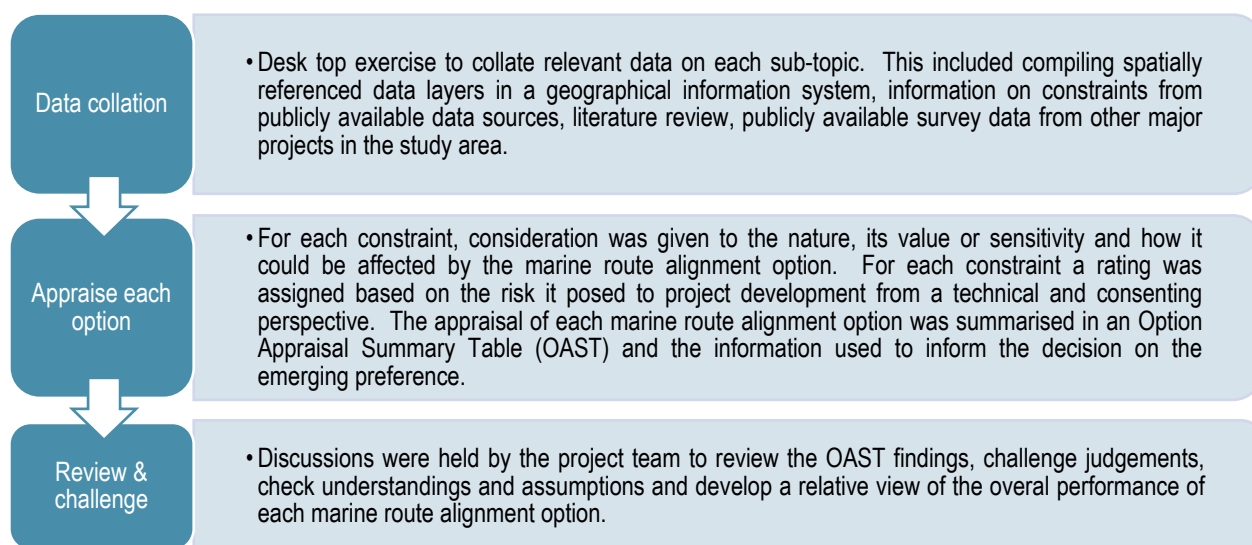 Data collation
• Desk top exercise to collate relevant data on each sub-topic. This included compiling spatially
referenced data layers in a geographical information system, information on constraints from
publicly available data sources, literature review, publicly available survey data from other major
projects in the study area.
Appraise each
option
• For each constraint, consideration was given to the nature, its value or sensitivity and how it
could be affected by the marine route alignment option. For each constraint a rating was
assigned based on the risk it posed to project development from a technical and consenting
perspective. The appraisal of each marine route alignment option was summarised in an Option
Appraisal Summary Table (OAST) and the information used to inform the decision on the
emerging preference.
Review &
challenge
• Discussions were held by the project team to review the OAST findings, challenge judgements,
check understandings and assumptions and develop a relative view of the overal performance of
each marine route alignment option.